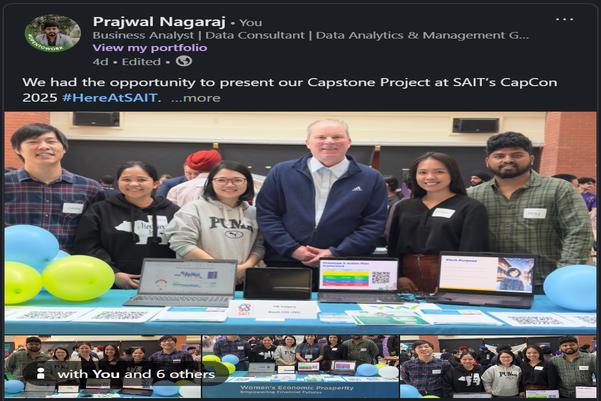 Prajwal Nagaraj • You
Business Analyst | Data Consultant | Data Analytics & Management G...
View my portfolio
4d • Edited •
We had the opportunity to present our Capstone Project at SAIT's CapCon
2025 #HereAtSAIT. ...more
#OPENTOWORK
PUMA
adidas
SAIT
with You and 6 others
Women's Economic Prosperity
Empowering Financial Futures